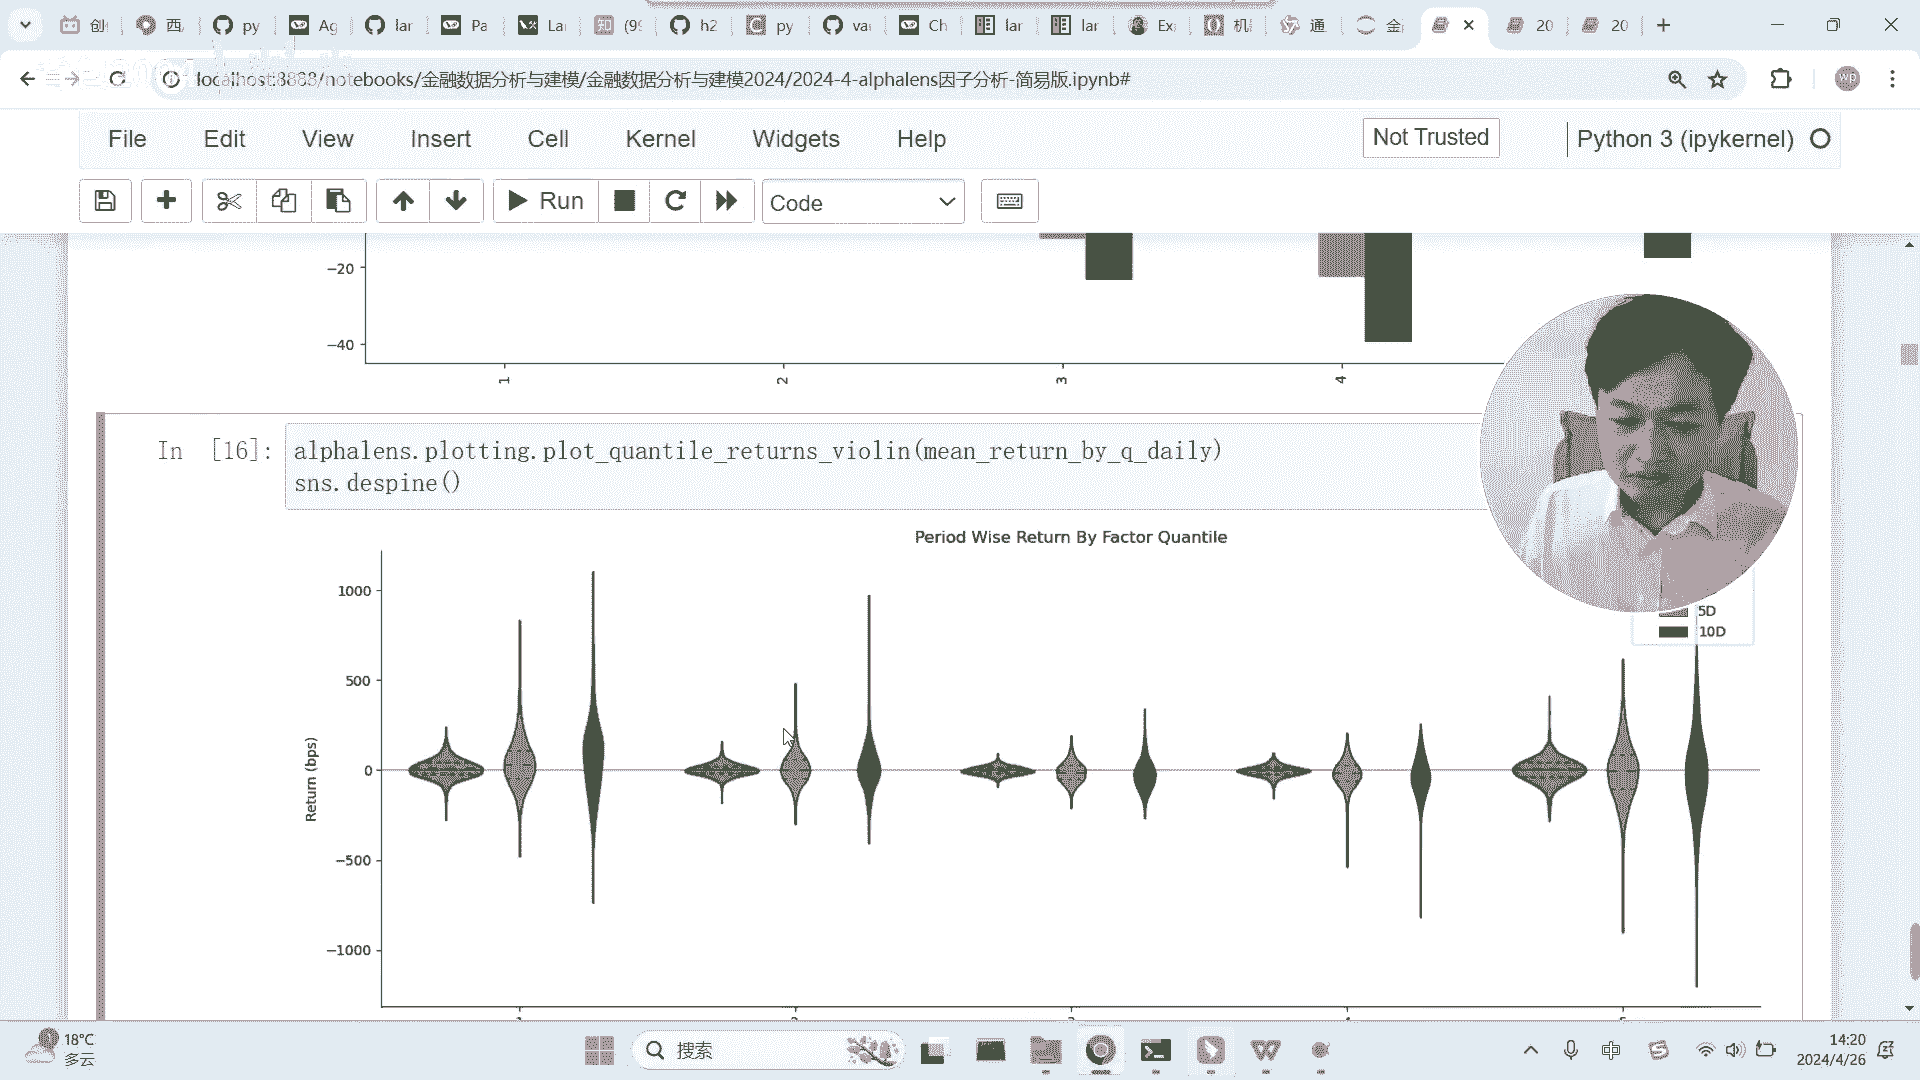 创
西
py
Ag
lar
Pa
La
(9
h2
py
va
Ch
lar
lar
Ex
机
通
金
20
20
localhost:8888/notebooks/金融数据分析与建模/金融数据分析与建模2024/2024-4-alphalens因子分析-简易版.ipynb#
wp
File Edit View Insert Cell Kernel Widgets Help
Not Trusted
Python 3 (ipykernel)
Run
Code
−20
−40
1 2 3 4
In [16]:
alphalens.plotting.plot_quantile_returns_violin(mean_return_by_q_daily)
sns.despine()
Period Wise Return By Factor Quantile
5D
10D
1000
500
0
−500
−1000
Return (bps)
18°C
多云
搜索
中
14:20
2024/4/26